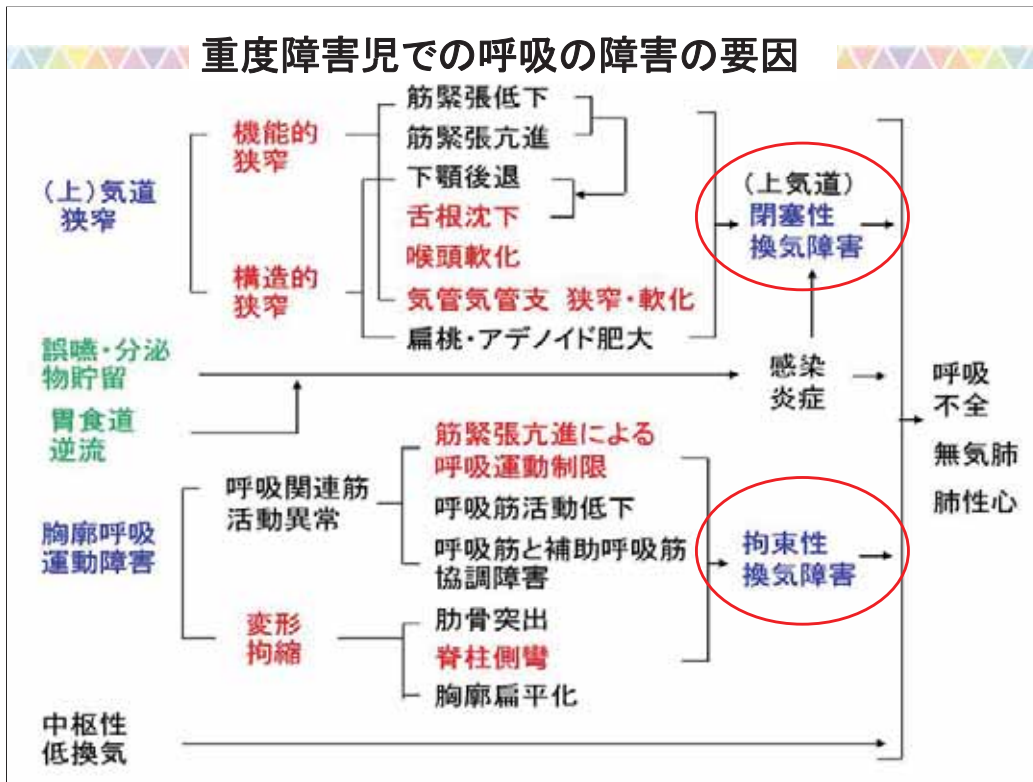 重度障害児での呼吸の障害の要因
(上)気道
狭窄
機能的
狭窄
構造的
狭窄
筋緊張低下
筋緊張亢進
下顎後退
舌根沈下
喉頭軟化
気管気管支 狭窄・軟化
扁桃・アデノイド肥大
(上気道)
閉塞性
換気障害
誤嚥・分泌
物貯留
胃食道
逆流
感染
炎症
胸廓呼吸
運動障害
呼吸関連筋
活動異常
変形
拘縮
筋緊張亢進による
呼吸運動制限
呼吸筋活動低下
呼吸筋と補助呼吸筋
協調障害
肋骨突出
脊柱側彎
胸廓扁平化
拘束性
換気障害
中枢性
低換気
呼吸
不全
無気肺
肺性心